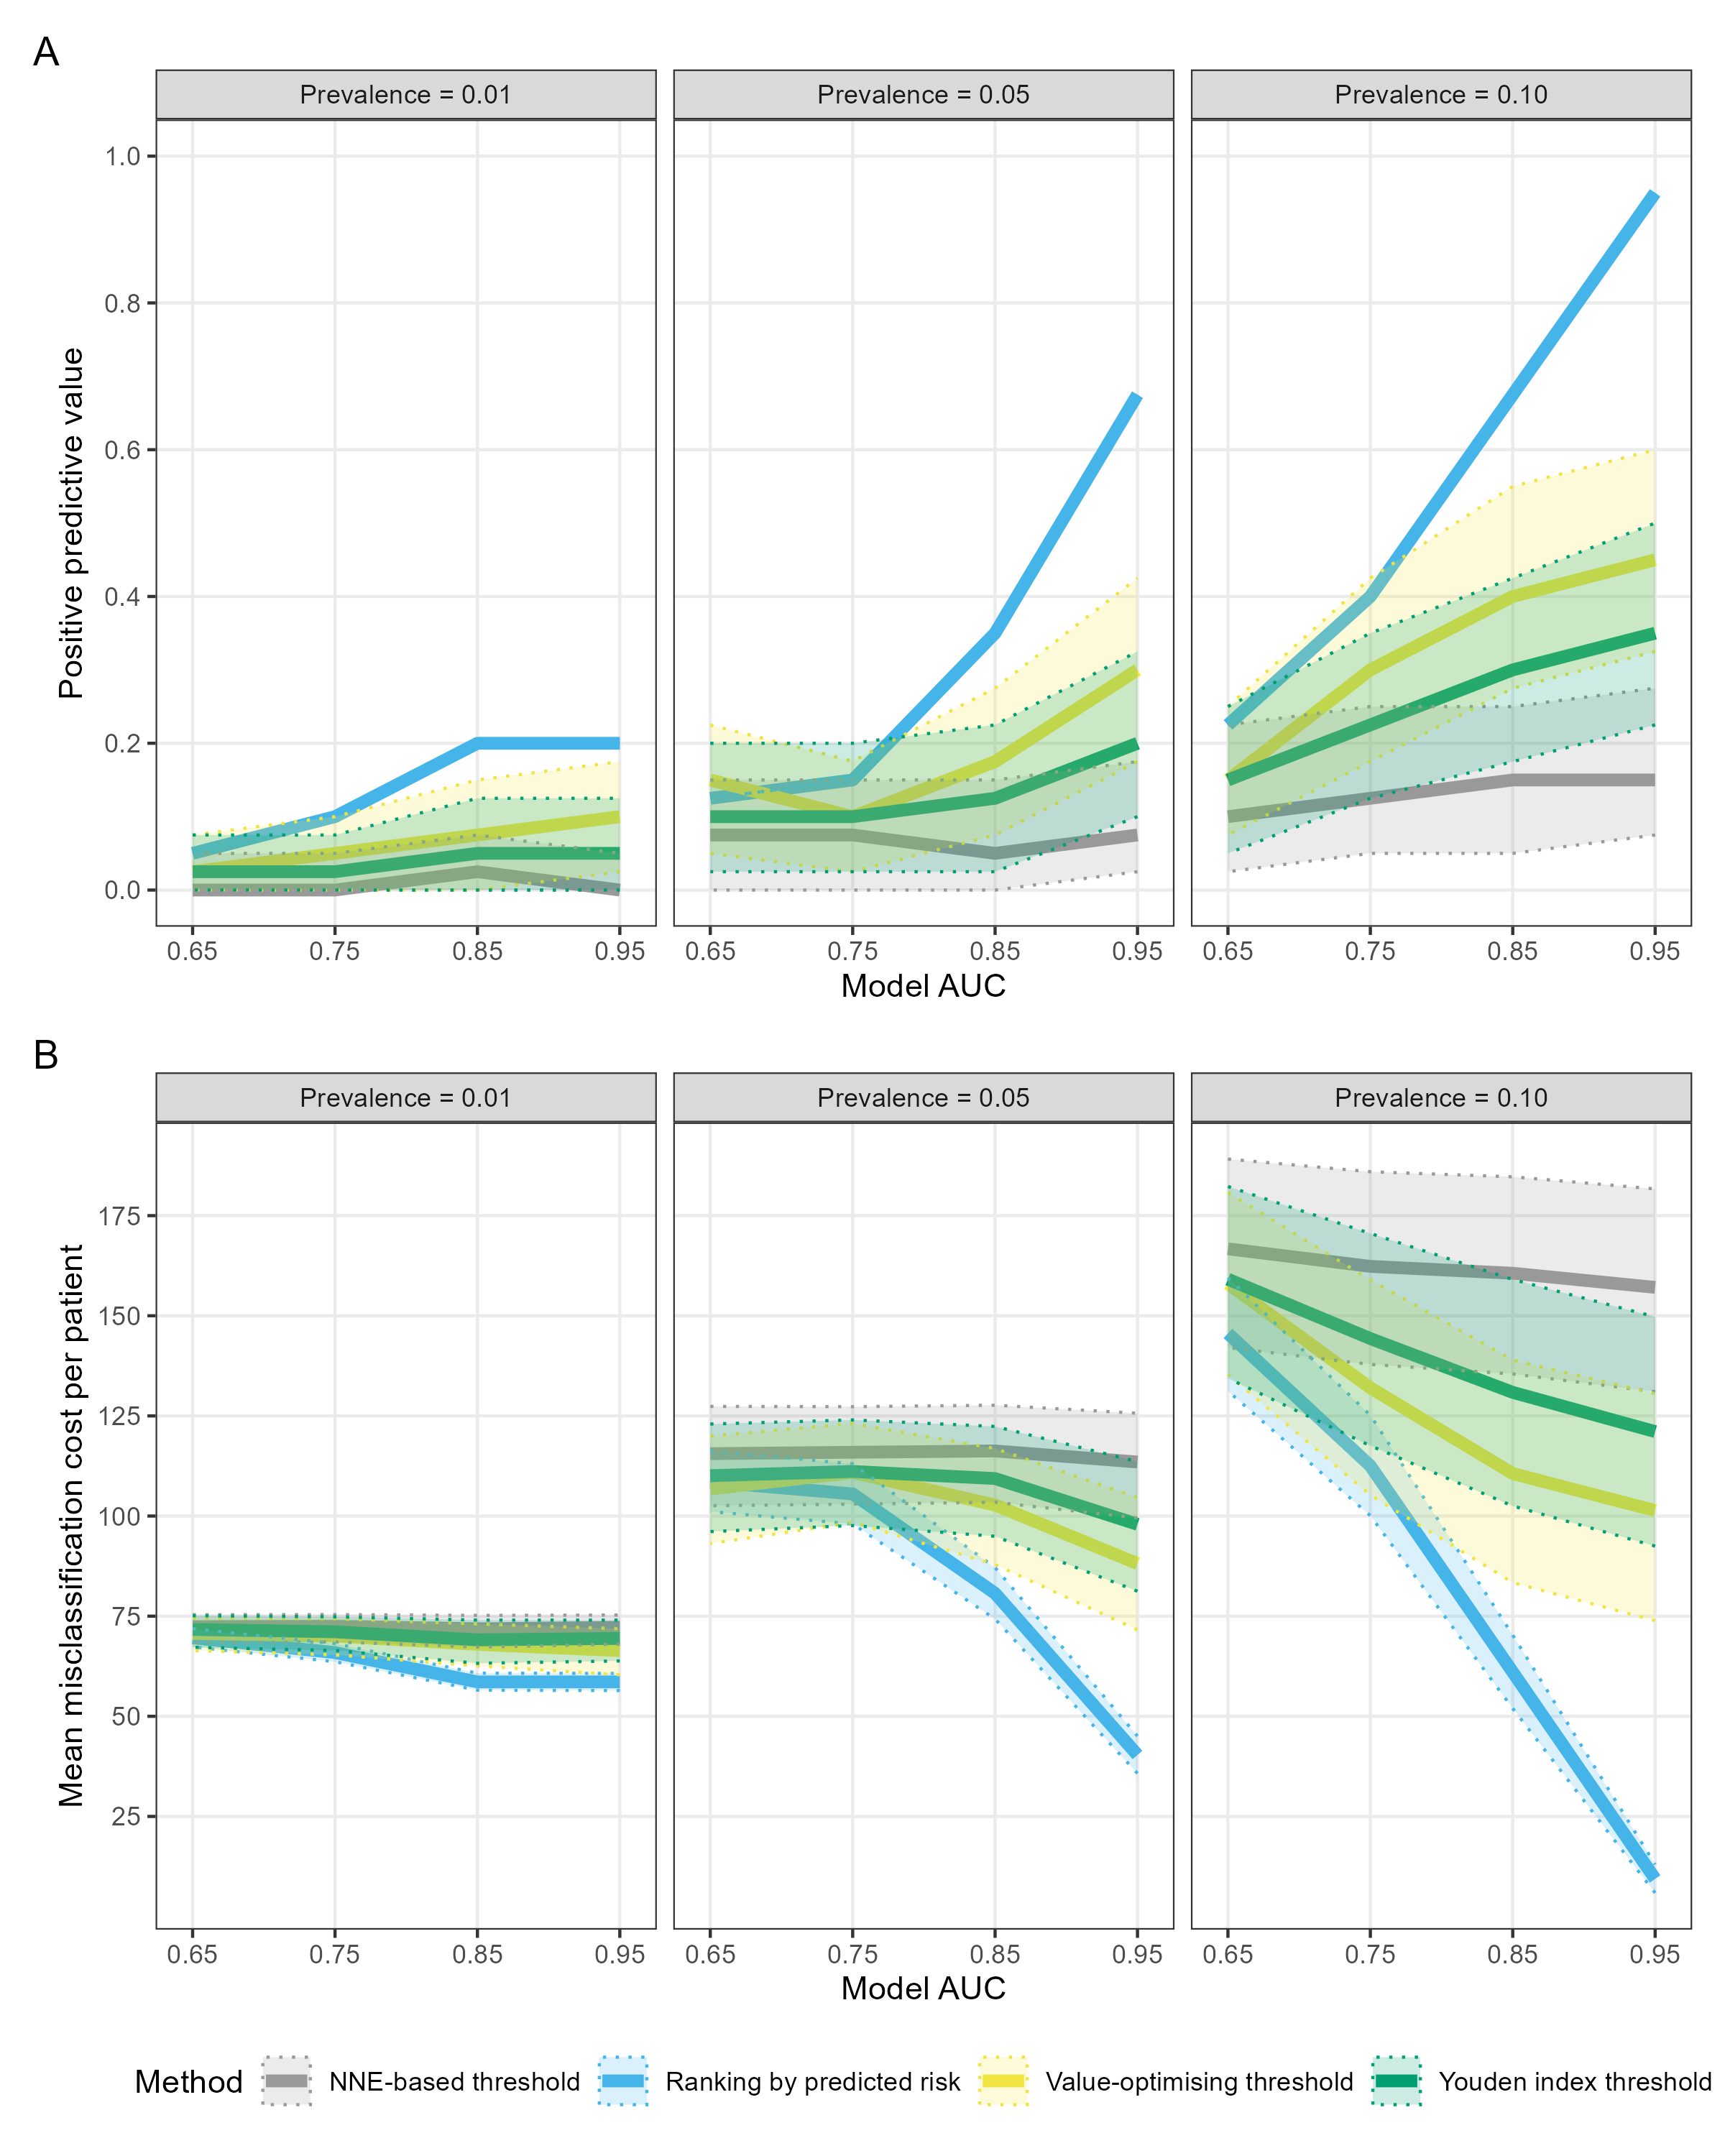 A
Prevalence = 0.01 Prevalence = 0.05 Prevalence = 0.10
Positive predictive value
1.0
0.8
0.6
0.4
0.2
0.0
0.65 0.75 0.85 0.95 0.65 0.75 0.85 0.95 0.65 0.75 0.85 0.95
Model AUC
B
Prevalence = 0.01 Prevalence = 0.05 Prevalence = 0.10
Mean misclassification cost per patient
175
150
125
100
75
50
25
0.65 0.75 0.85 0.95 0.65 0.75 0.85 0.95 0.65 0.75 0.85 0.95
Model AUC
Method NNE-based threshold Ranking by predicted risk Value-optimising threshold Youden index threshold